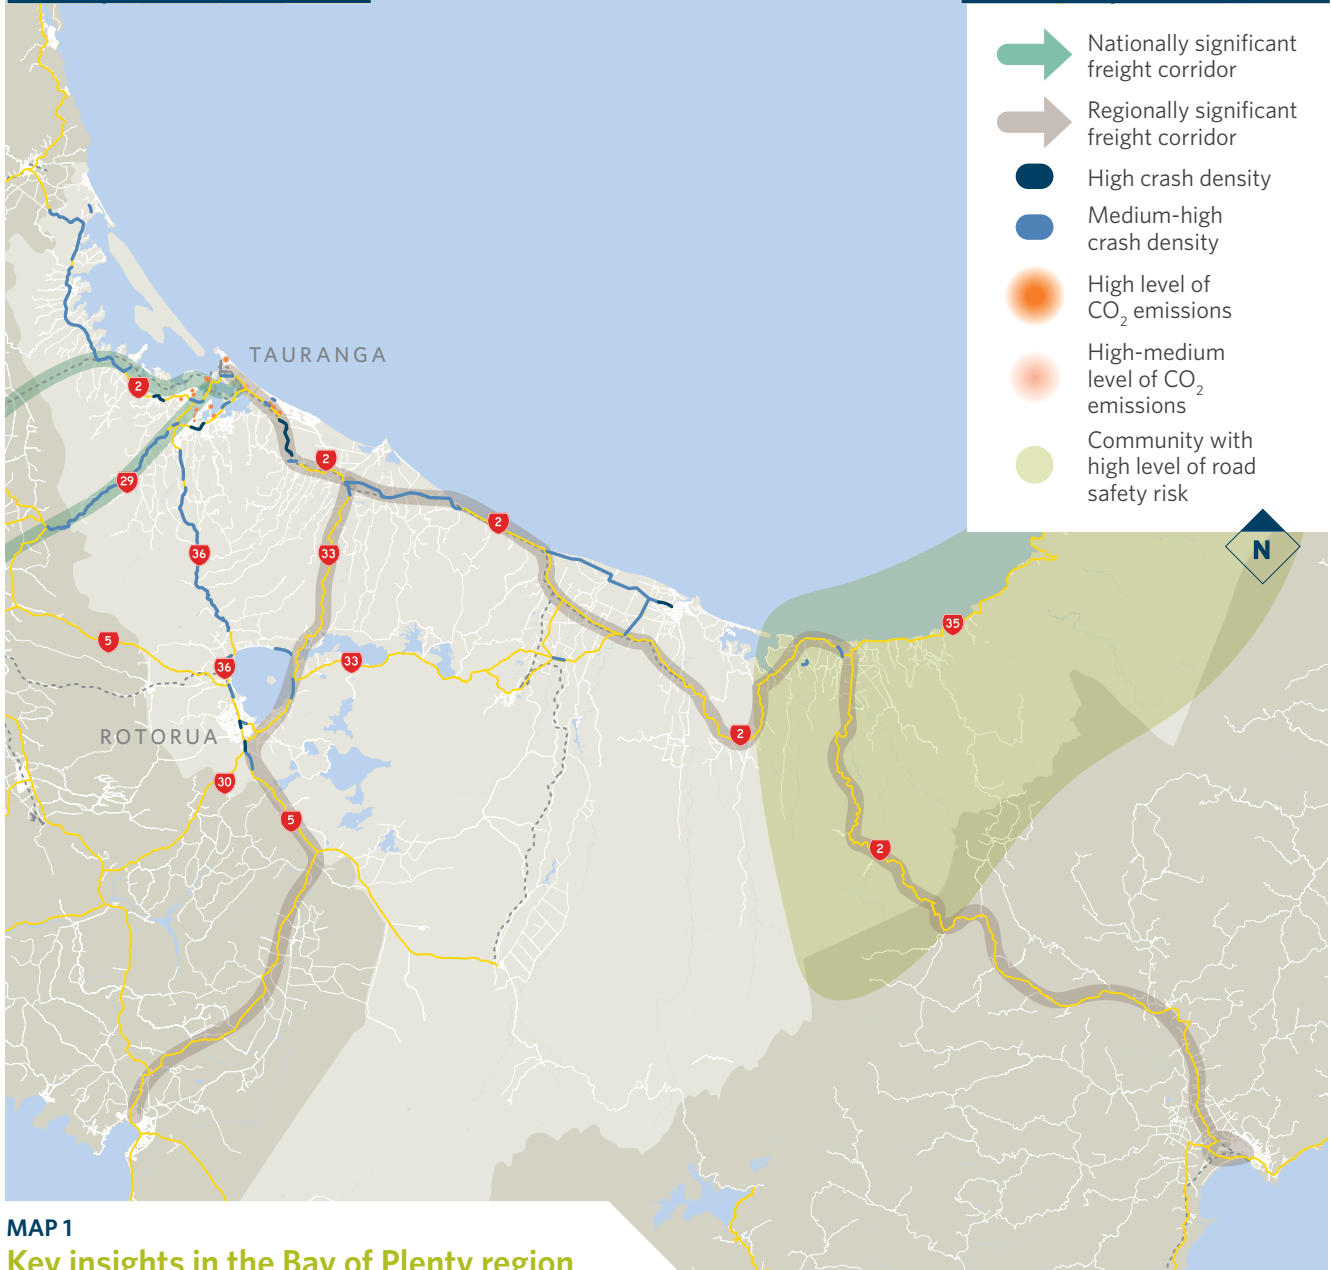 Nationally significant
freight corridor
Regionally significant
freight corridor
High crash density
Medium-high
crash density
High level of
CO₂ emissions
High-medium
level of CO₂
emissions
Community with
high level of road
safety risk
N
TAURANGA
2
2
29
2
36
33
35
5
36
33
ROTORUA
2
30
5
2
MAP 1
Key insights in the Bay of Plenty region